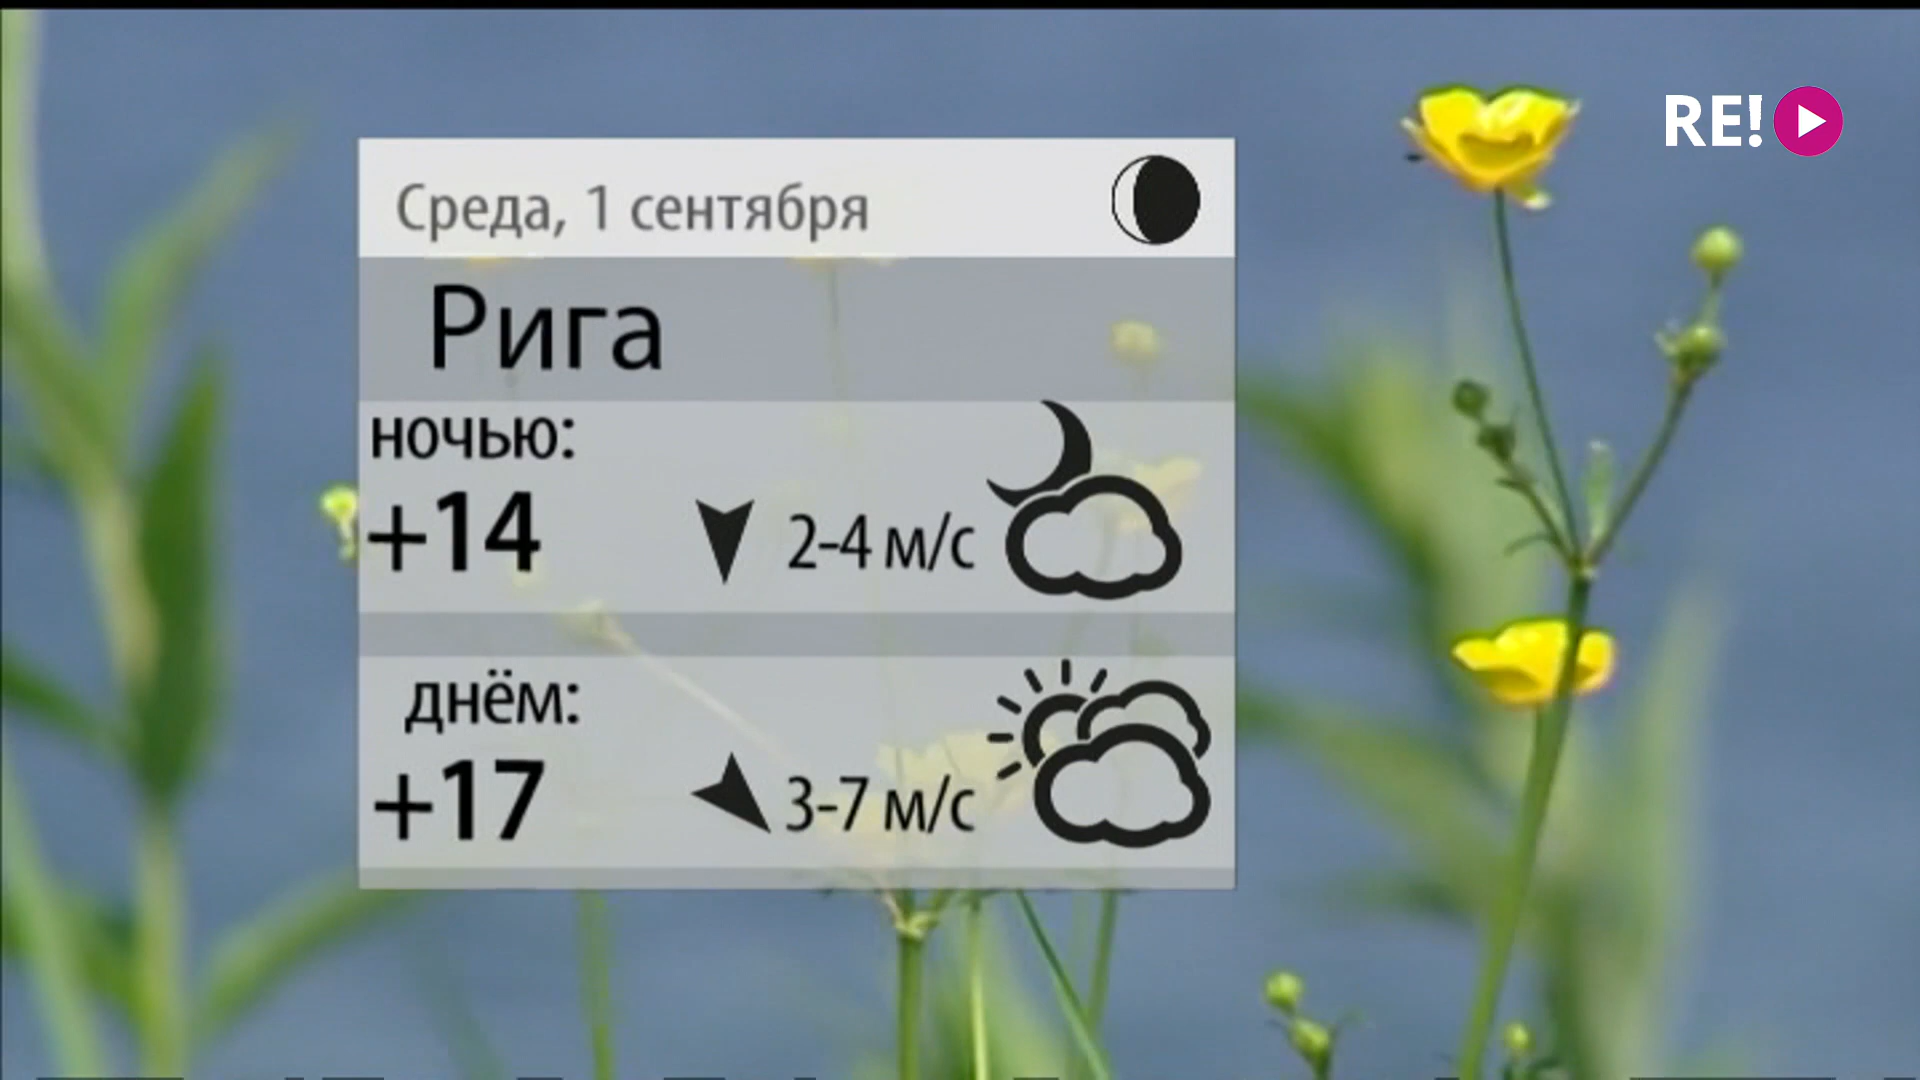 RE!
Среда, 1 сентября
Рига
ночью:
+14 2-4 м/с
днём:
+17 3-7 м/с